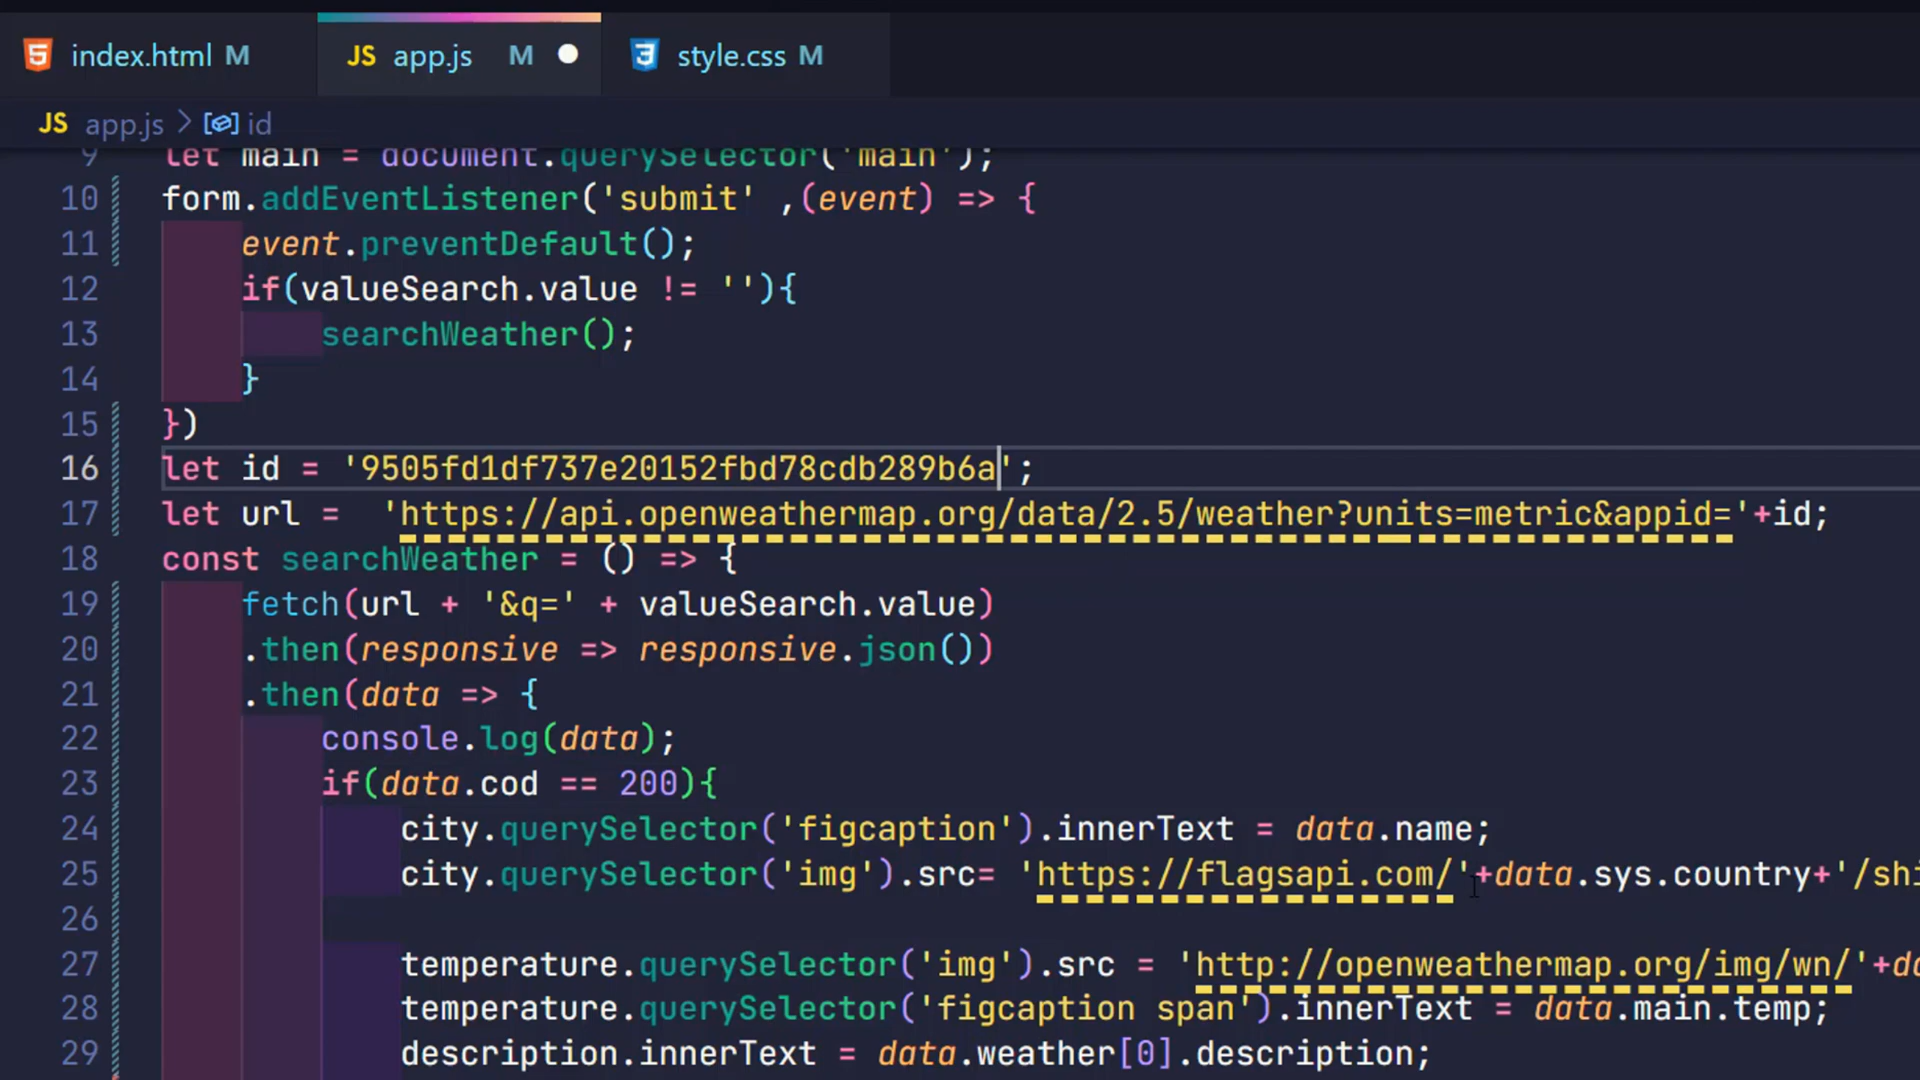 index.html M
JS app.js M
style.css M
JS app.js > id
9 let main = document.querySelector('main');
10 form.addEventListener('submit' ,(event) => {
11 event.preventDefault();
12 if(valueSearch.value != ''){
13 searchWeather();
14 }
15 })
16 let id = '9505fd1df737e20152fbd78cdb289b6a';
17 let url =  'https://api.openweathermap.org/data/2.5/weather?units=metric&appid='+id;
18 const searchWeather = () => {
19 fetch(url + '&q=' + valueSearch.value)
20 .then(responsive => responsive.json())
21 .then(data => {
22 console.log(data);
23 if(data.cod == 200){
24 city.querySelector('figcaption').innerText = data.name;
25 city.querySelector('img').src= 'https://flagsapi.com/'+data.sys.country+'/shi
26
27 temperature.querySelector('img').src = 'http://openweathermap.org/img/wn/'+da
28 temperature.querySelector('figcaption span').innerText = data.main.temp;
29 description.innerText = data.weather[0].description;